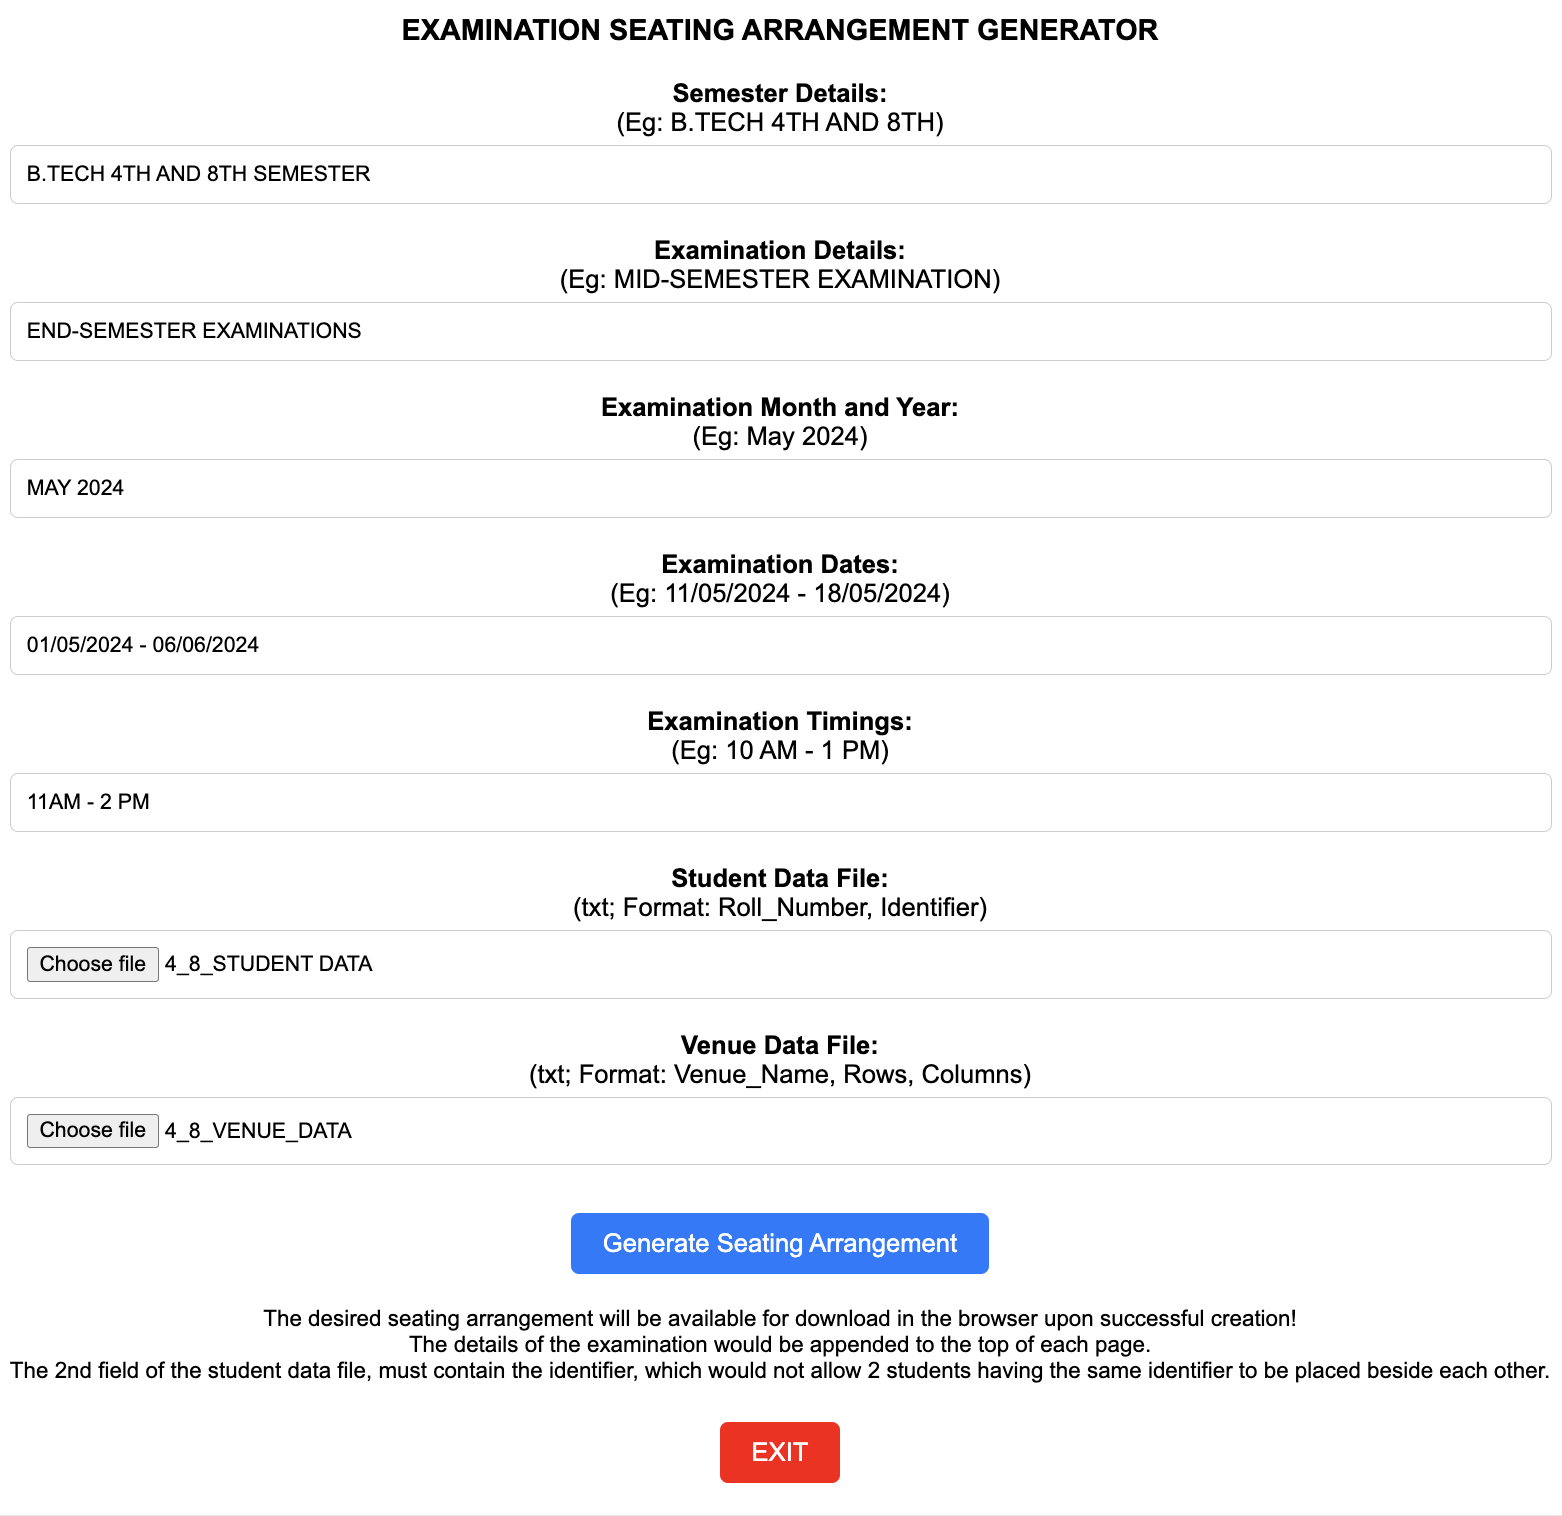 EXAMINATION SEATING ARRANGEMENT GENERATOR
Semester Details:
(Eg: B.TECH 4TH AND 8TH)
B.TECH 4TH AND 8TH SEMESTER
Examination Details:
(Eg: MID-SEMESTER EXAMINATION)
END-SEMESTER EXAMINATIONS
Examination Month and Year:
(Eg: May 2024)
MAY 2024
Examination Dates:
(Eg: 11/05/2024 - 18/05/2024)
01/05/2024 - 06/06/2024
Examination Timings:
(Eg: 10 AM - 1 PM)
11AM - 2 PM
Student Data File:
(txt; Format: Roll_Number, Identifier)
Choose file 4_8_STUDENT DATA
Venue Data File:
(txt; Format: Venue_Name, Rows, Columns)
Choose file 4_8_VENUE_DATA
Generate Seating Arrangement
The desired seating arrangement will be available for download in the browser upon successful creation!
The details of the examination would be appended to the top of each page.
The 2nd field of the student data file, must contain the identifier, which would not allow 2 students having the same identifier to be placed beside each other.
EXIT